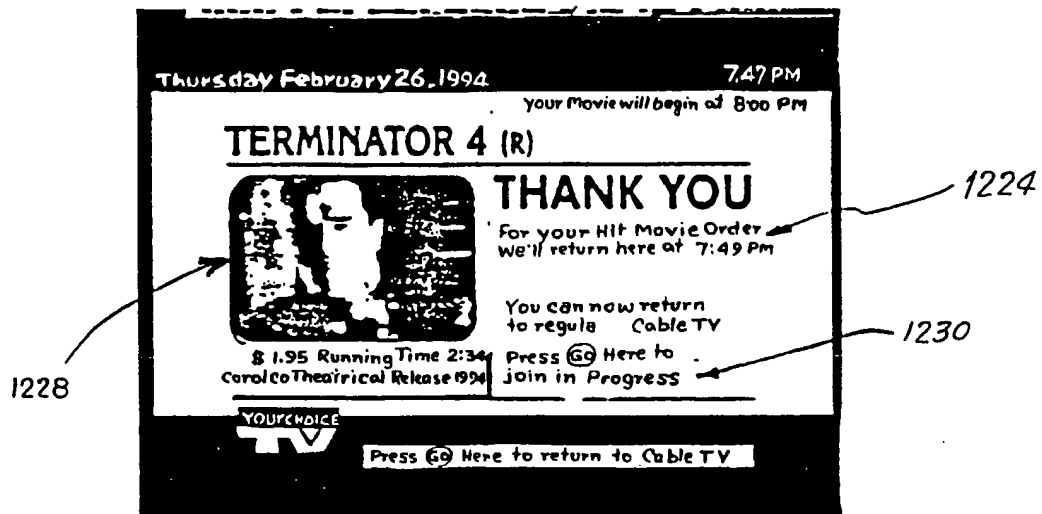 Thursday February 26,1994 7,47 PM
your Movie will begin at 8:00 PM
TERMINATOR 4 (R)
THANK YOU
For your Hit Movie Order
We'll return here at 7:49 PM
You can now return
to regula Cable TV
Press GO Here to
join in Progress
$ 1.95 Running Time 2:34
Carolco Theatrical Release 1994
YOUR CHOICE
TV
Press GO Here to return to Cable TV
1224
1228
1230